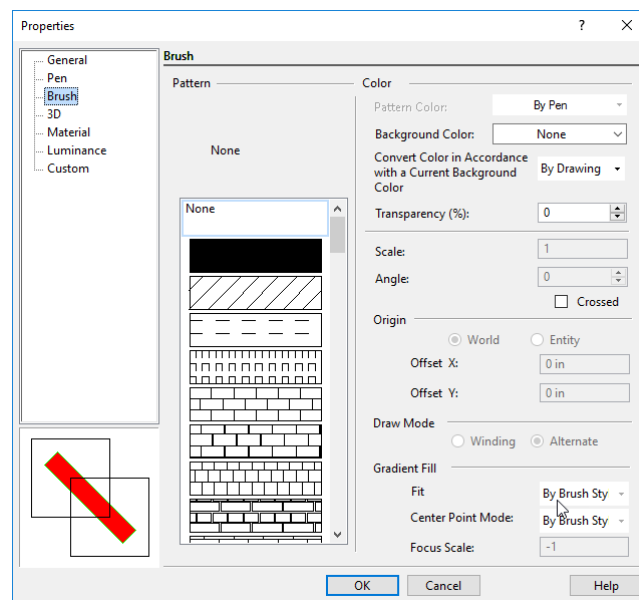 Properties
?
General
Pen
Brush
3D
Material
Luminance
Custom
Brush
Pattern
None
None
Color
Pattern Color: By Pen
Background Color: None
Convert Color in Accordance
with a Current Background
Color
By Drawing
Transparency (%): 0
Scale: 1
Angle: 0
Crossed
Origin
World Entity
Offset X: 0 in
Offset Y: 0 in
Draw Mode
Winding Alternate
Gradient Fill
Fit By Brush Sty
Center Point Mode: By Brush Sty
Focus Scale: -1
OK Cancel Help